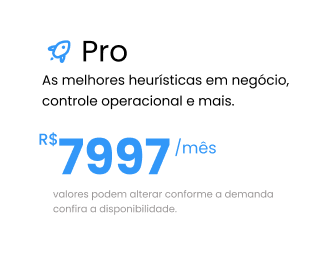 Pro
As melhores heurísticas em negócio,
controle operacional e mais.
R$7997/mês
valores podem alterar conforme a demanda
confira a disponibilidade.